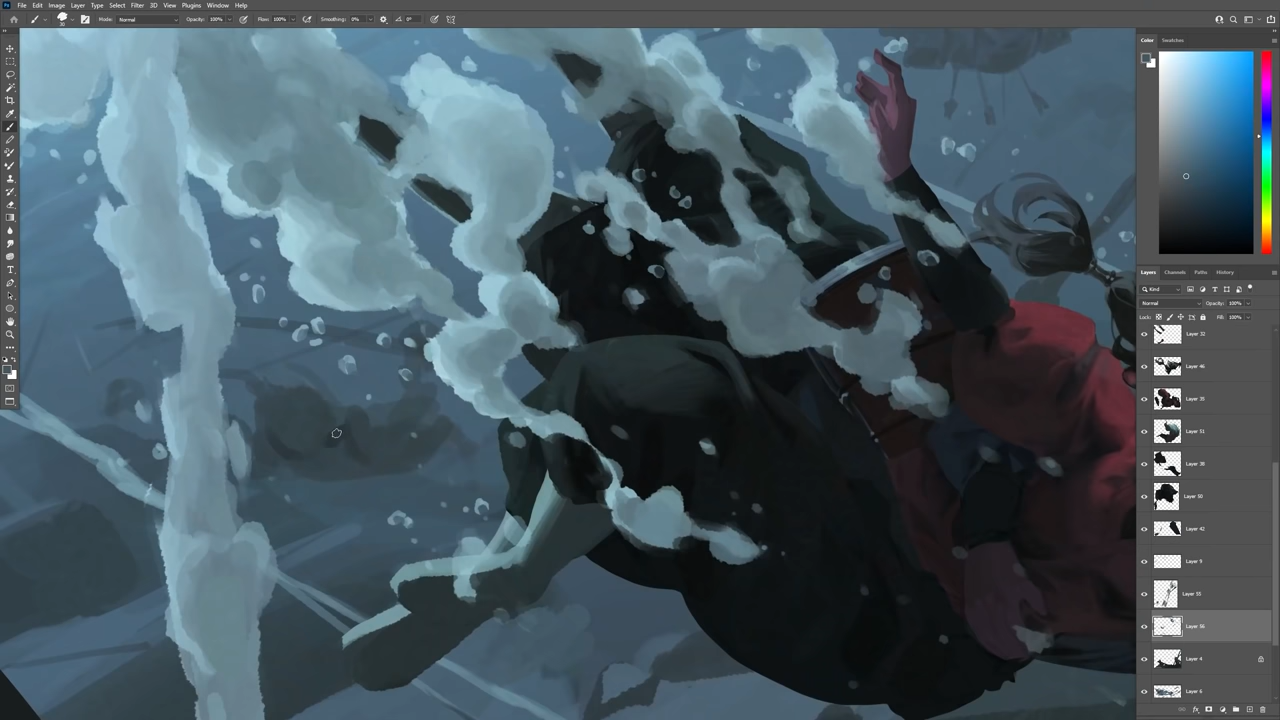 File Edit Image Layer Type Select Filter 3D View Plugins Window Help
30 Mode: Normal Opacity: 100% Flow: 100% Smoothing: 0% 0°
Color Swatches
Layers Channels Paths History
Kind
Normal Opacity: 100%
Lock: Fill: 100%
Layer 32
Layer 46
Layer 35
Layer 51
Layer 38
Layer 50
Layer 42
Layer 9
Layer 55
Layer 56
Layer 4
Layer 6